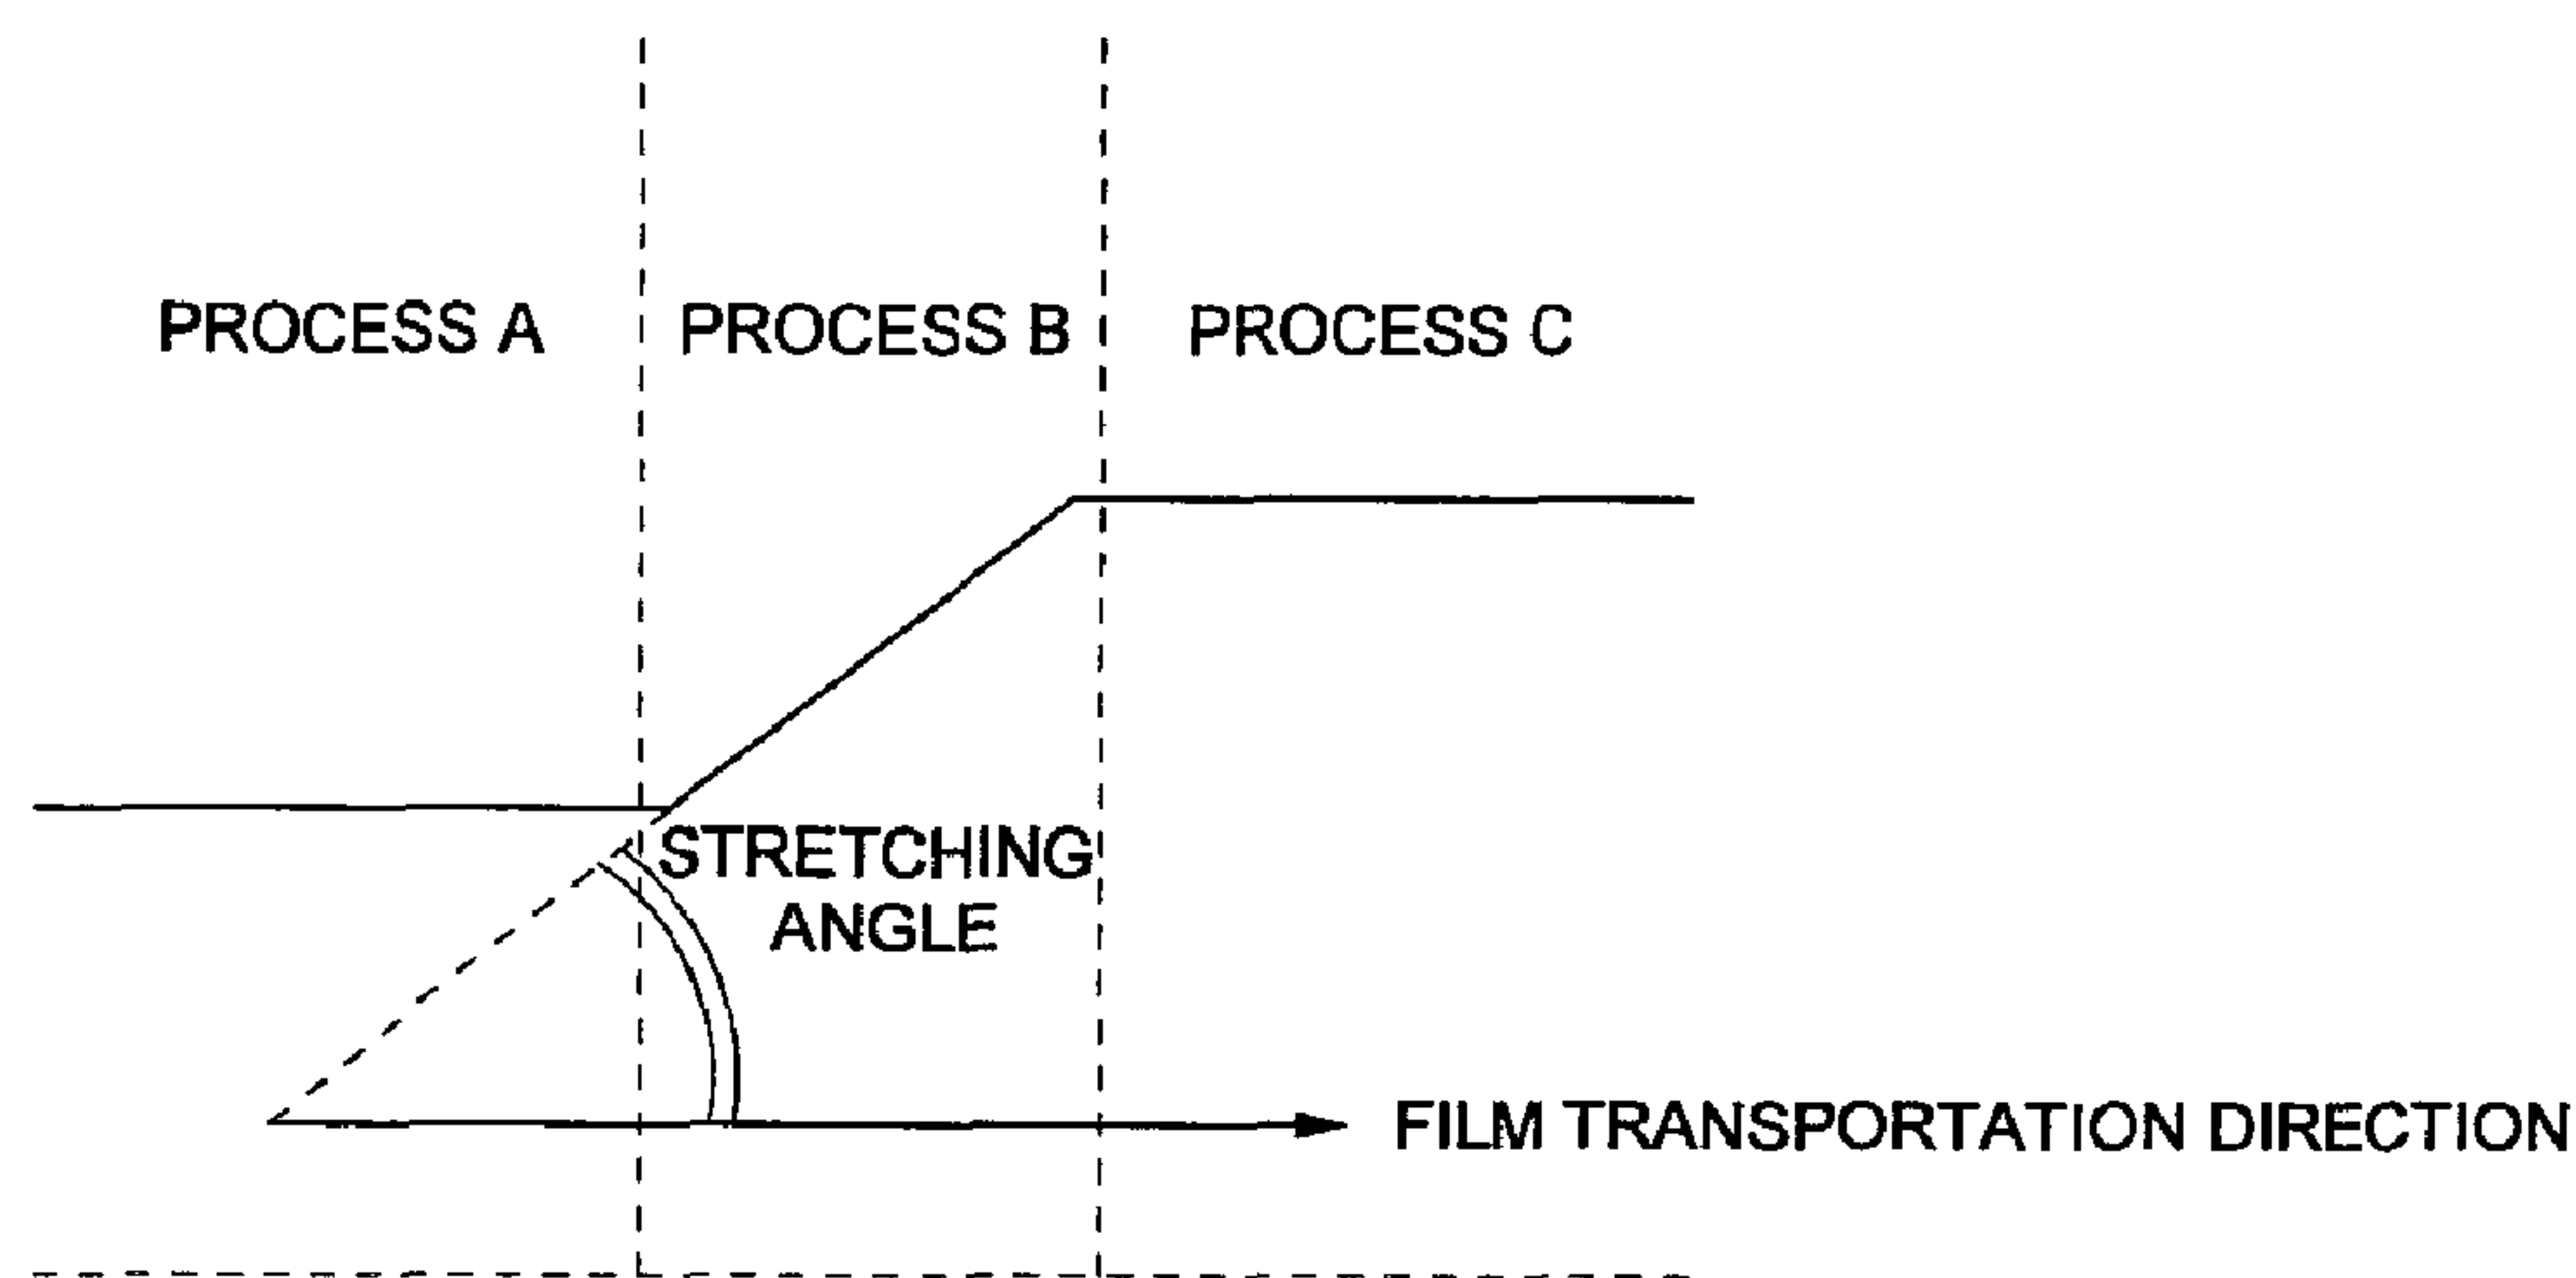 PROCESS A
PROCESS B
PROCESS C
STRETCHING
ANGLE
FILM TRANSPORTATION DIRECTION